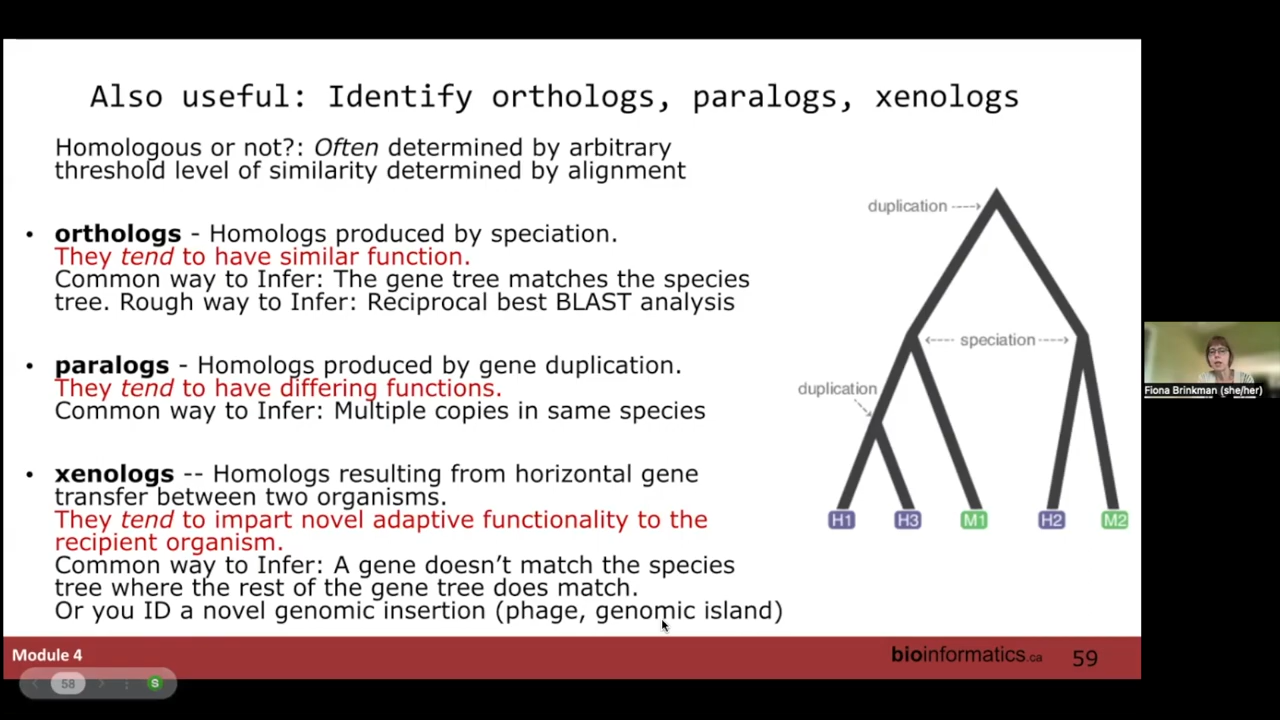 Also useful: Identify orthologs, paralogs, xenologs
Homologous or not?: Often determined by arbitrary
threshold level of similarity determined by alignment
• orthologs - Homologs produced by speciation.
They tend to have similar function.
Common way to Infer: The gene tree matches the species
tree. Rough way to Infer: Reciprocal best BLAST analysis
• paralogs - Homologs produced by gene duplication.
They tend to have differing functions.
Common way to Infer: Multiple copies in same species
• xenologs -- Homologs resulting from horizontal gene
transfer between two organisms.
They tend to impart novel adaptive functionality to the
recipient organism.
Common way to Infer: A gene doesn’t match the species
tree where the rest of the gene tree does match.
Or you ID a novel genomic insertion (phage, genomic island)
duplication
speciation
duplication
H1 H3 M1 H2 M2
Fiona Brinkman (she/her)
Module 4
bioinformatics.ca 59
58 S